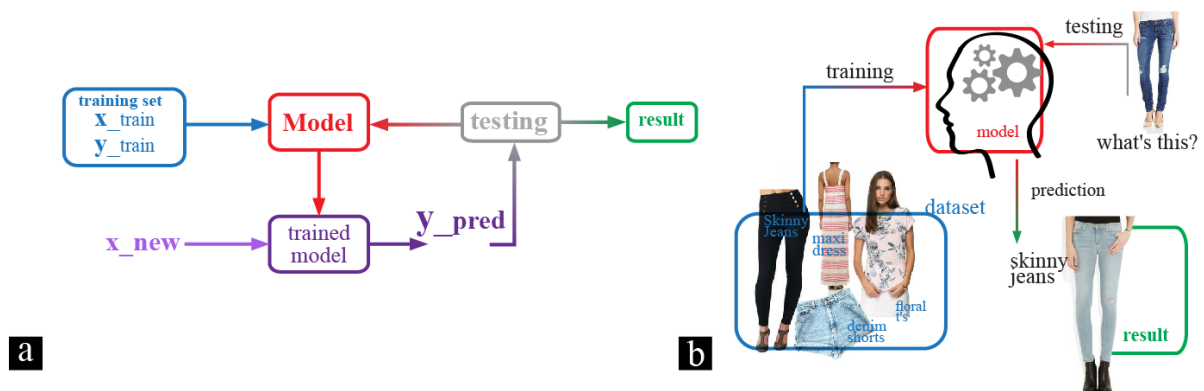 training set
x_train
y_train
Model
testing
result
x_new
trained
model
y_pred
a
testing
training
model
what's this?
prediction
dataset
Skinny
Jeans
maxi
dress
floral
t's
denim
shorts
skinny
jeans
result
b